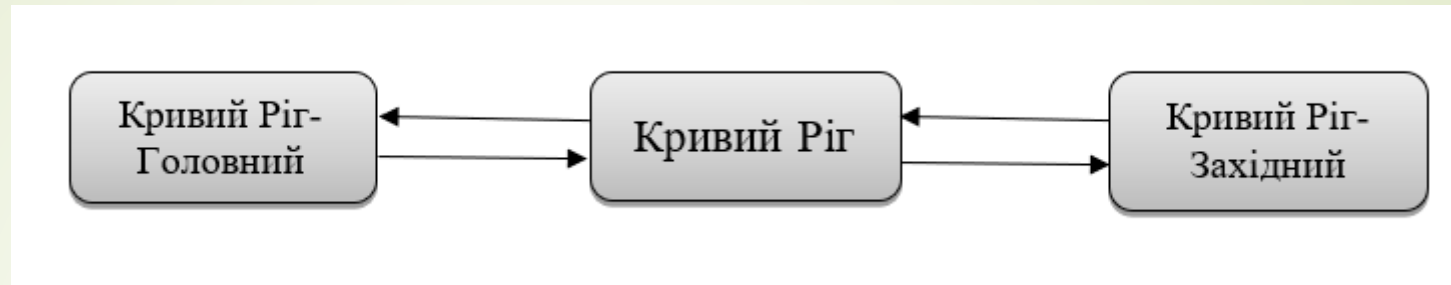 Кривий Ріг-
Головний
Кривий Ріг
Кривий Ріг-
Західний